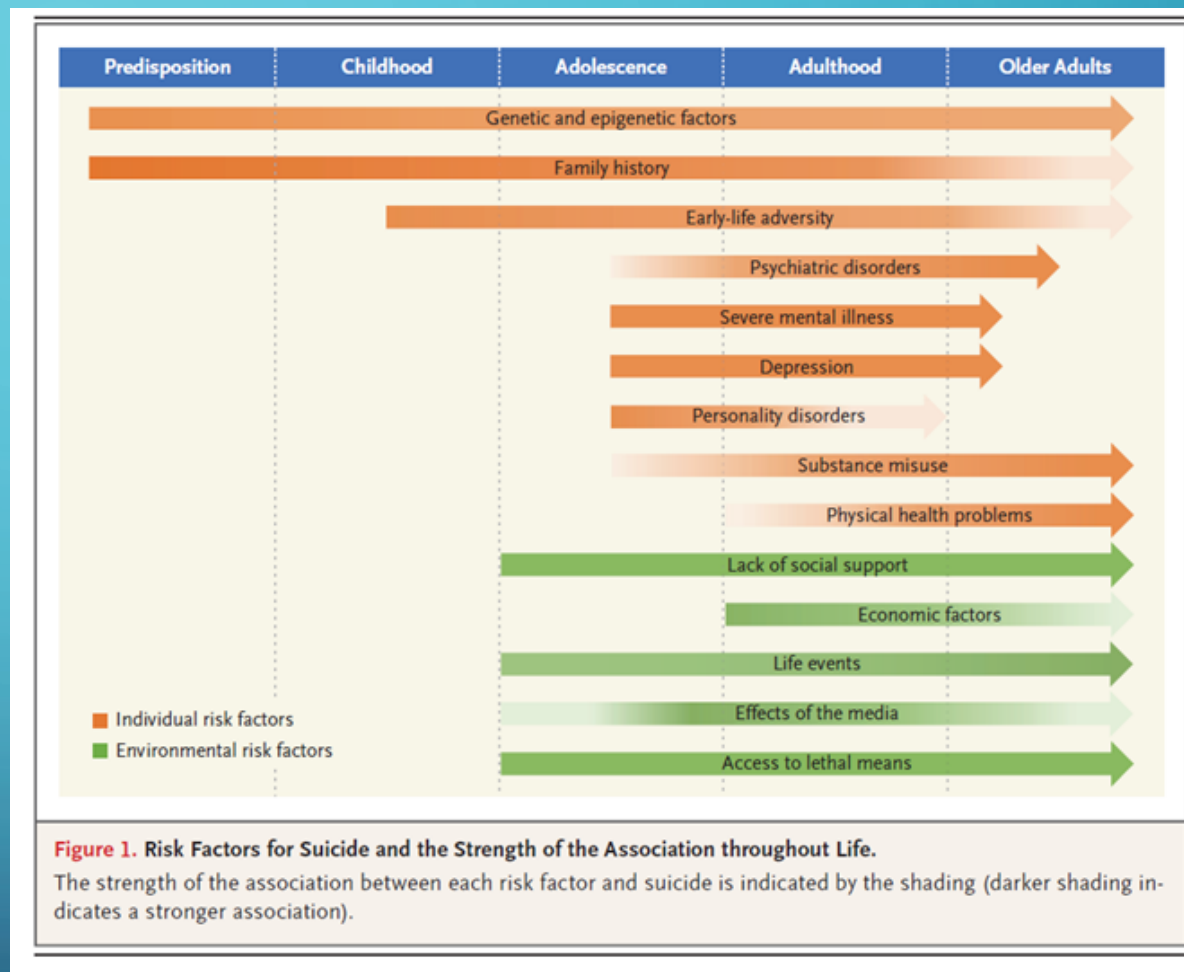 Predisposition Childhood Adolescence Adulthood Older Adults
Genetic and epigenetic factors
Family history
Early-life adversity
Psychiatric disorders
Severe mental illness
Depression
Personality disorders
Substance misuse
Physical health problems
Lack of social support
Economic factors
Life events
Effects of the media
Access to lethal means
Individual risk factors
Environmental risk factors
Figure 1. Risk Factors for Suicide and the Strength of the Association throughout Life.
The strength of the association between each risk factor and suicide is indicated by the shading (darker shading in-
dicates a stronger association).